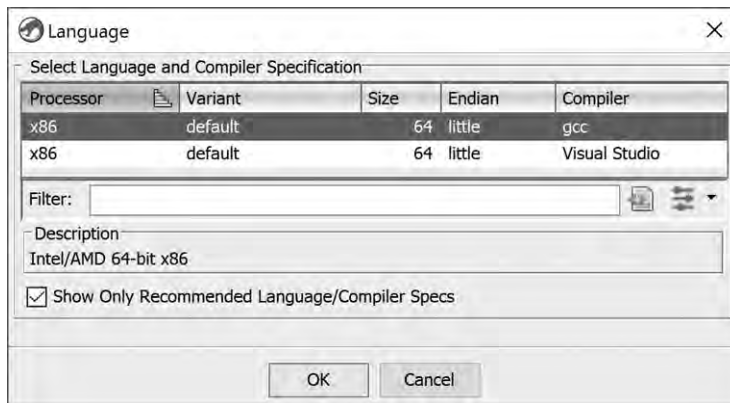 Language
Select Language and Compiler Specification
Processor Variant Size Endian Compiler
x86 default 64 little gcc
x86 default 64 little Visual Studio
Filter:
Description
Intel/AMD 64-bit x86
Show Only Recommended Language/Compiler Specs
OK Cancel